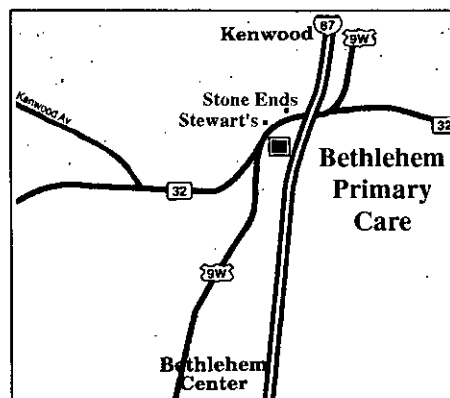 87
9W
Kenwood
Kenwood Av
Stone Ends
Stewart's
32
Bethlehem
Primary
Care
32
9W
Bethlehem
Center